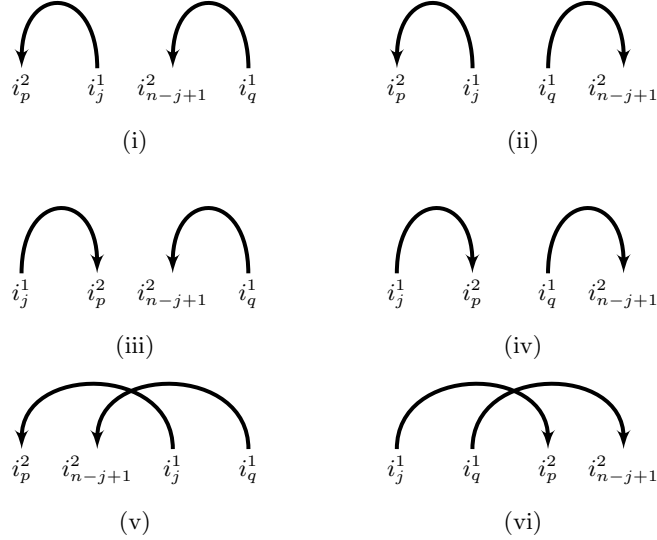 i_p^2 i_j^1 i_{n-j+1}^2 i_q^1 i_p^2 i_j^1 i_q^1 i_{n-j+1}^2
(i) (ii)
i_j^1 i_p^2 i_{n-j+1}^2 i_q^1 i_j^1 i_p^2 i_q^1 i_{n-j+1}^2
(iii) (iv)
i_p^2 i_{n-j+1}^2 i_j^1 i_q^1 i_j^1 i_q^1 i_p^2 i_{n-j+1}^2
(v) (vi)